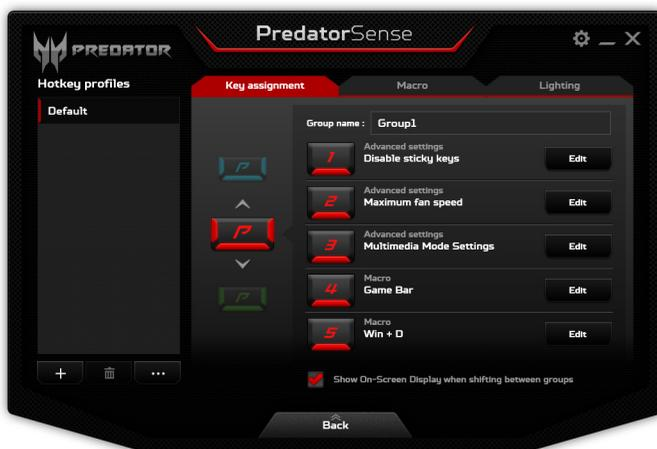 PredatorSense
PREDATOR
Hotkey profiles
Default
Key assignment
Macro
Lighting
Group name :
Group1
1
Advanced settings
Disable sticky keys
Edit
2
Advanced settings
Maximum fan speed
Edit
3
Advanced settings
Multimedia Mode Settings
Edit
4
Macro
Game Bar
Edit
5
Macro
Win + D
Edit
P
P
P
Show On-Screen Display when shifting between groups
Back